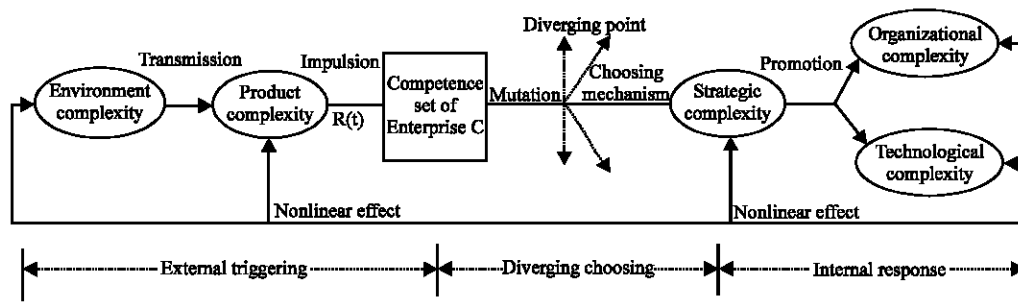 Diverging point
Organizational
complexity
Transmission
Impulsion
Choosing
mechanism
Promotion
Environment
complexity
Product
complexity
R(t)
Competence
set of
Enterprise C
Mutation
Strategic
complexity
Technological
complexity
Nonlinear effect
Nonlinear effect
External triggering
Diverging choosing
Internal response